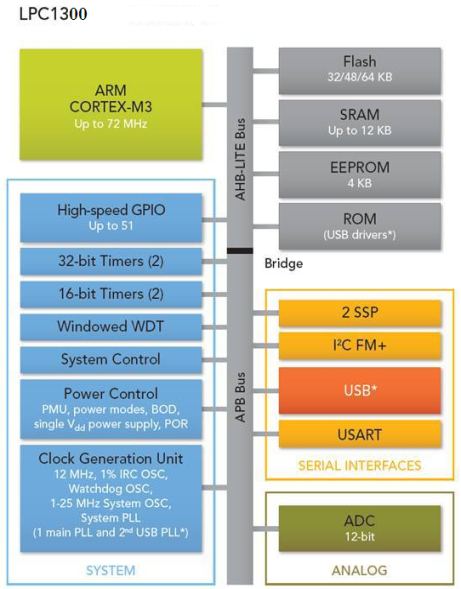 LPC1300
ARM
CORTEX-M3
Up to 72 MHz
High-speed GPIO
Up to 51
32-bit Timers (2)
16-bit Timers (2)
Windowed WDT
System Control
Power Control
PMU, power modes, BOD,
single Vdd power supply, POR
Clock Generation Unit
12 MHz, 1% IRC OSC,
Watchdog OSC,
1-25 MHz System OSC,
System PLL
(1 main PLL and 2nd USB PLL*)
SYSTEM
AHB-LITE Bus
APB Bus
Bridge
Flash
32/48/64 KB
SRAM
Up to 12 KB
EEPROM
4 KB
ROM
(USB drivers*)
2 SSP
I²C FM+
USB*
USART
SERIAL INTERFACES
ADC
12-bit
ANALOG